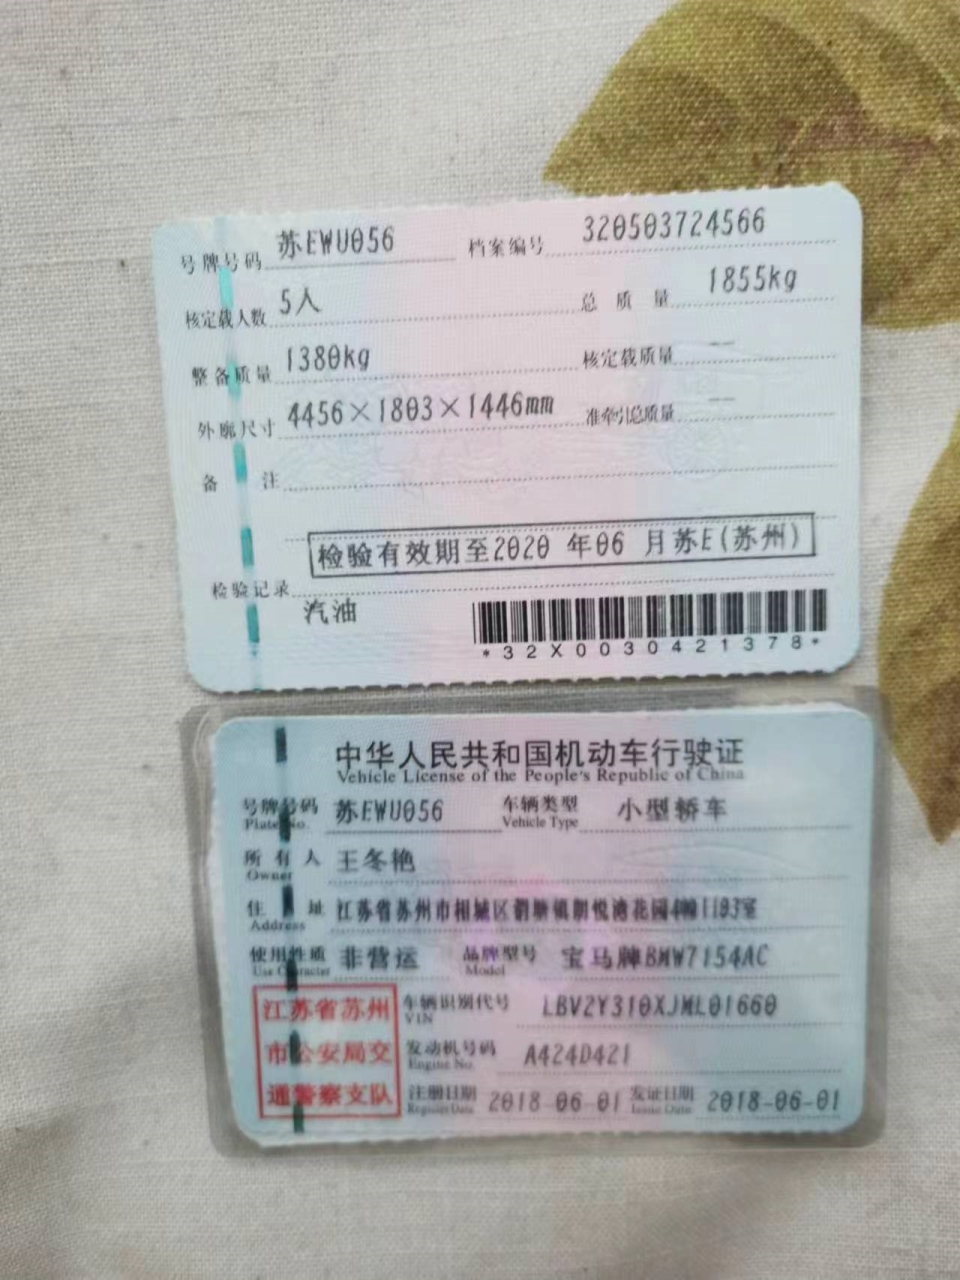 号牌号码 苏EWU056 档案编号 320503724566
核定载人数 5人 总质量 1855kg
整备质量 1380kg 核定载质量 --
外廓尺寸 4456×1803×1446mm 准牵引总质量 --
备注
检验有效期至2020 年06 月苏E(苏州)
检验记录
汽油
*32X0030421378*
中华人民共和国机动车行驶证
Vehicle License of the People's Republic of China
号牌号码 苏EWU056 车辆类型 小型轿车
Plate No. Vehicle Type
所有人 王冬艳
Owner
住址 江苏省苏州市相城区 镇 悦湾花园 1103室
Address
使用性质 非营运 品牌型号 宝马牌BMW7154AC
Use Character Model
江苏省苏州 车辆识别代号 LBV2Y310XJML01660
VIN
市公安局交 发动机号码 A424D421
Engine No.
通警察支队 注册日期 2018-06-01 发证日期 2018-06-01
Register Date Issue Date